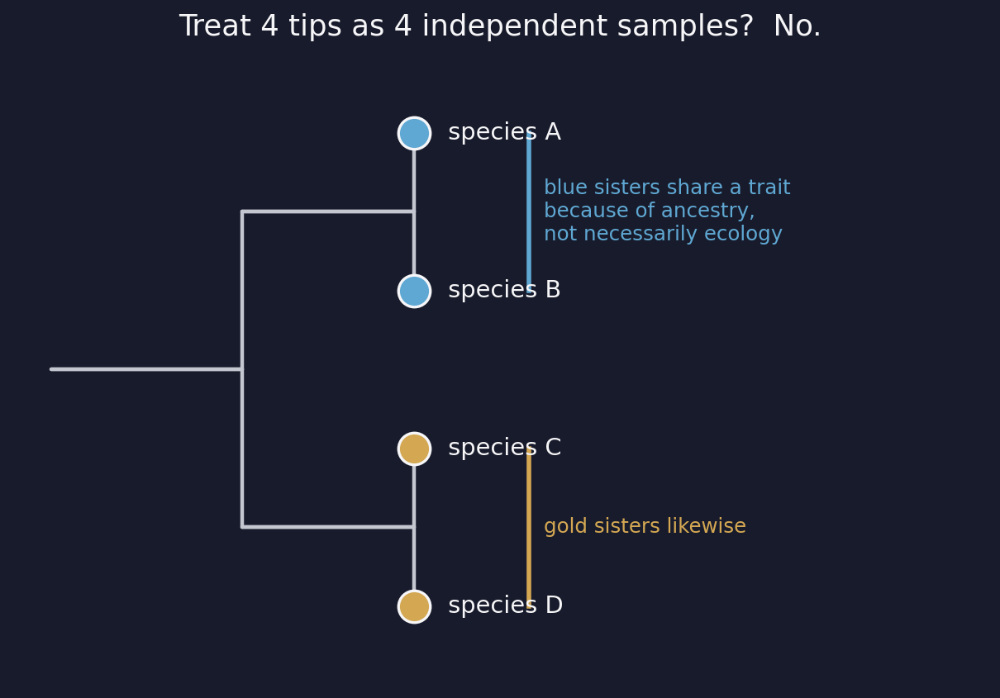 Treat 4 tips as 4 independent samples?  No.
species A
blue sisters share a trait
because of ancestry,
not necessarily ecology
species B
species C
gold sisters likewise
species D